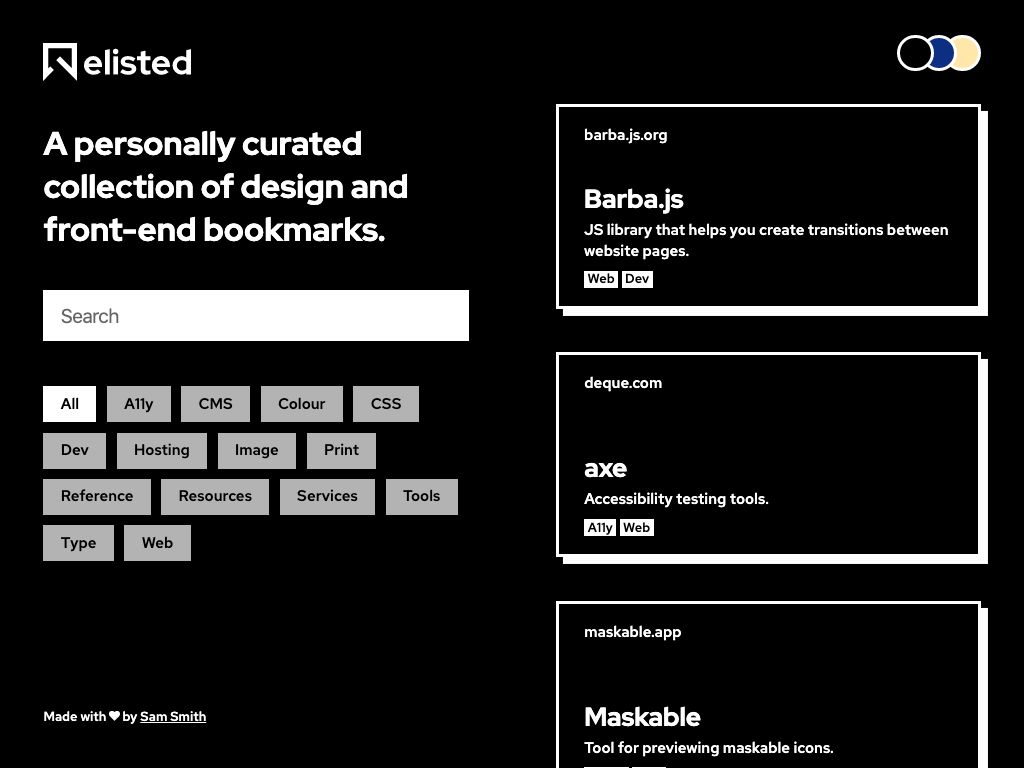 elisted
A personally curated
collection of design and
front-end bookmarks.
Search
All A11y CMS Colour CSS
Dev Hosting Image Print
Reference Resources Services Tools
Type Web
Made with ♥ by Sam Smith
barba.js.org
Barba.js
JS library that helps you create transitions between
website pages.
Web Dev
deque.com
axe
Accessibility testing tools.
A11y Web
maskable.app
Maskable
Tool for previewing maskable icons.